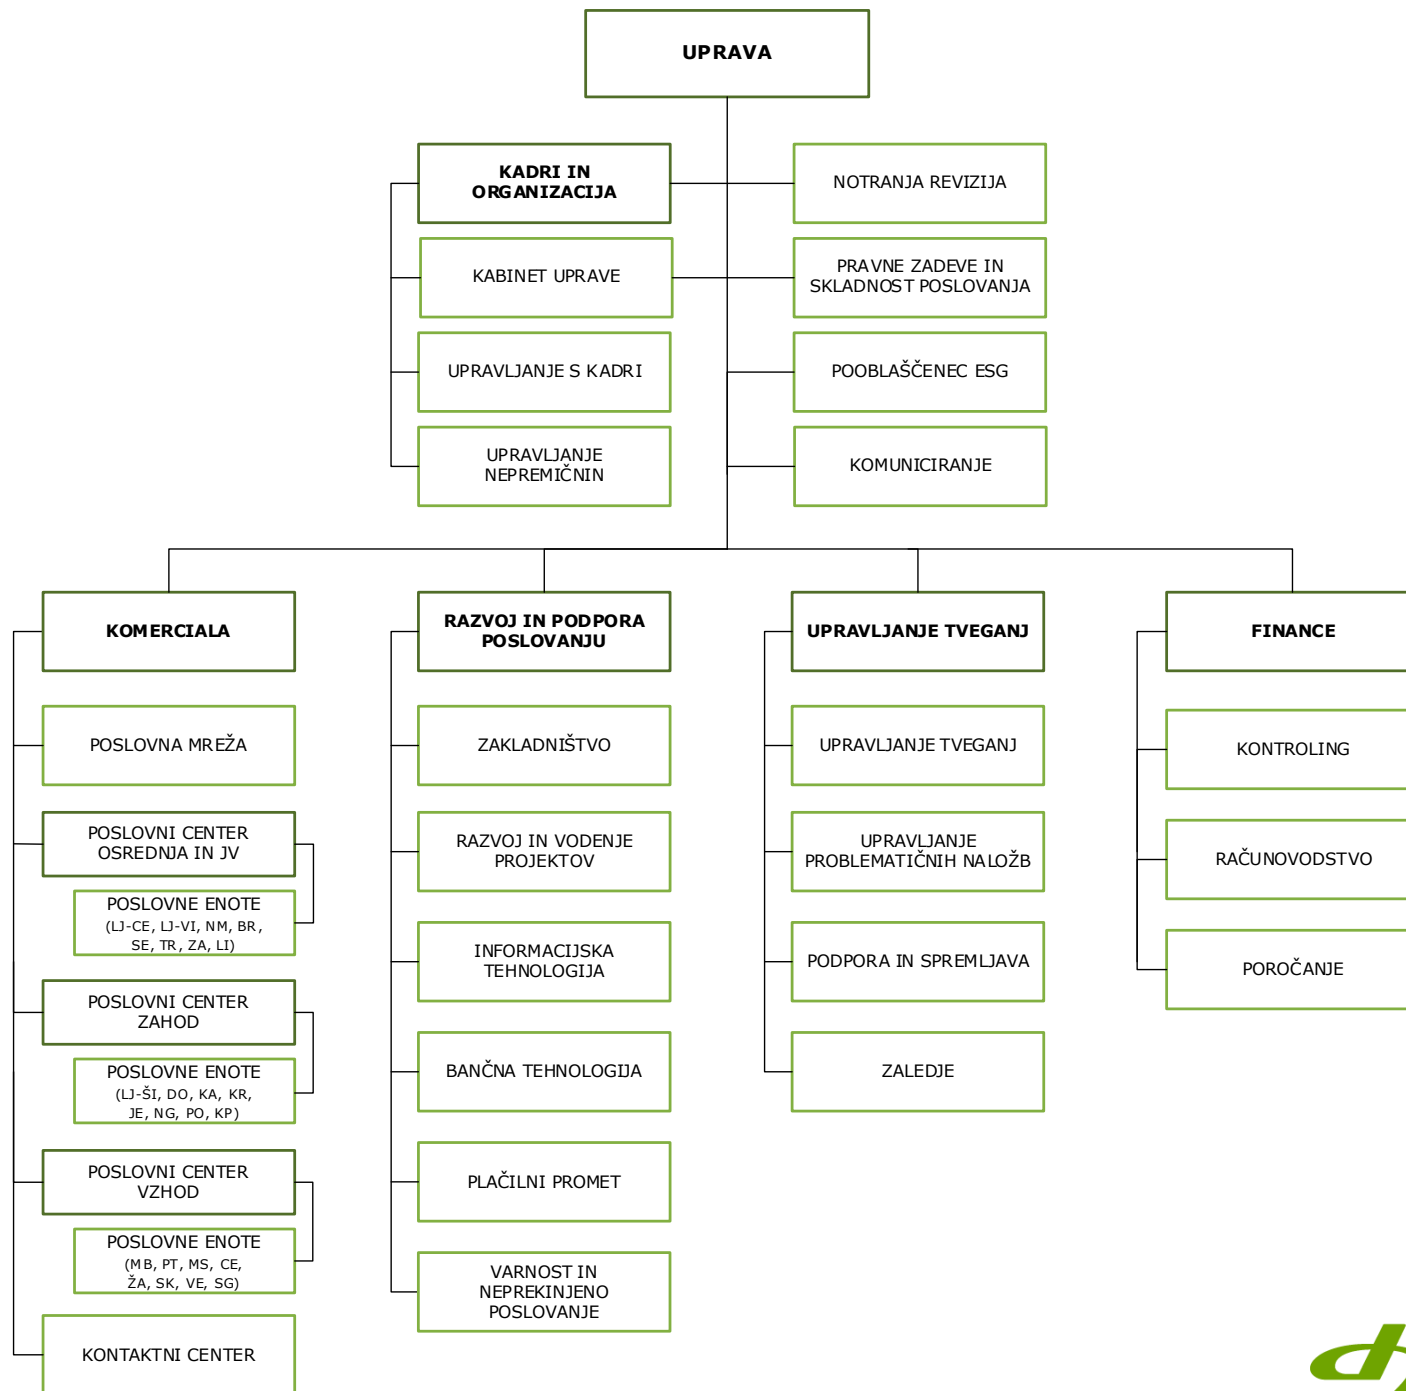 UPRAVA
KADRI IN
ORGANIZACIJA
NOTRANJA REVIZIJA
KABINET UPRAVE
PRAVNE ZADEVE IN
SKLADNOST POSLOVANJA
UPRAVLJANJE S KADRI
POOBLAŠČENEC ESG
UPRAVLJANJE
NEPREMIČNIN
KOMUNICIRANJE
KOMERCIALA
POSLOVNA MREŽA
POSLOVNI CENTER
OSREDNJA IN JV
POSLOVNE ENOTE
(LJ-CE, LJ-VI, NM, BR,
SE, TR, ZA, LI)
POSLOVNI CENTER
ZAHOD
POSLOVNE ENOTE
(LJ-ŠI, DO, KA, KR,
JE, NG, PO, KP)
POSLOVNI CENTER
VZHOD
POSLOVNE ENOTE
(MB, PT, MS, CE,
ŽA, SK, VE, SG)
KONTAKTNI CENTER
RAZVOJ IN PODPORA
POSLOVANJU
ZAKLADNIŠTVO
RAZVOJ IN VODENJE
PROJEKTOV
INFORMACIJSKA
TEHNOLOGIJA
BANČNA TEHNOLOGIJA
PLAČILNI PROMET
VARNOST IN
NEPREKINJENO
POSLOVANJE
UPRAVLJANJE TVEGANJ
UPRAVLJANJE TVEGANJ
UPRAVLJANJE
PROBLEMATIČNIH NALOŽB
PODPORA IN SPREMLJAVA
ZALEDJE
FINANCE
KONTROLING
RAČUNOVODSTVO
POROČANJE